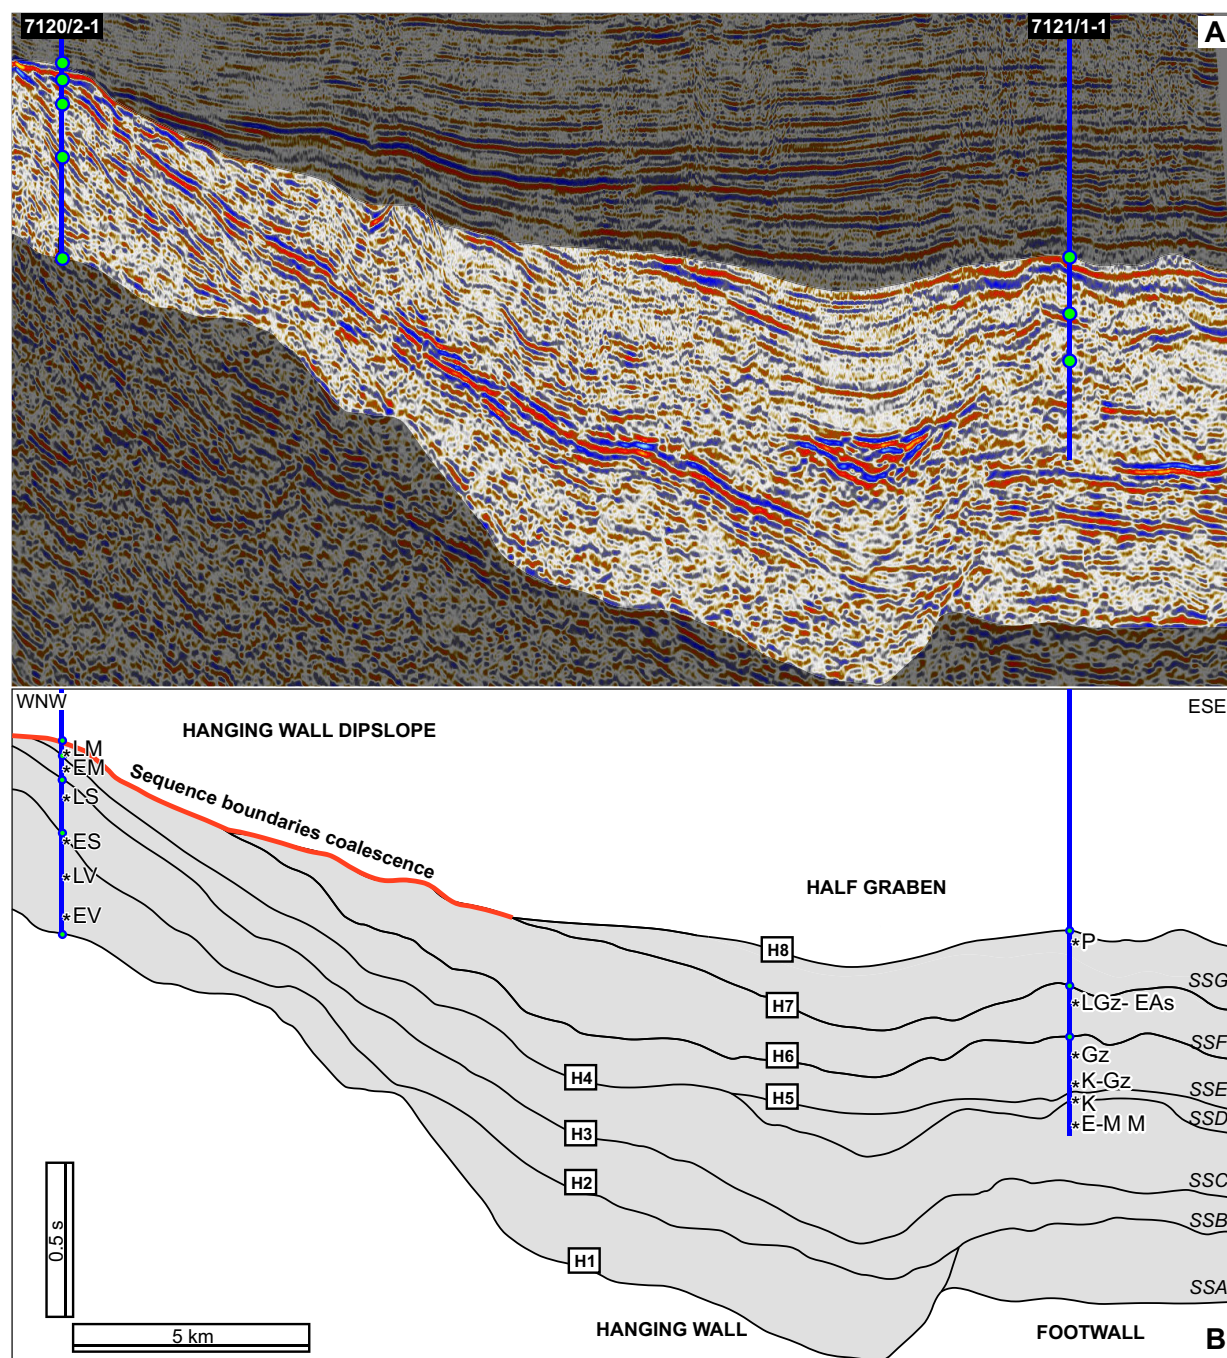 7120/2-1
7121/1-1
A
WNW
ESE
HANGING WALL DIPSLOPE
Sequence boundaries coalescence
HALF GRABEN
*LM
*EM
*LS
*ES
*LV
*EV
H8
H7
H6
H5
H4
H3
H2
H1
*P
*LGz- EAs
*Gz
*K-Gz
*K
*E-M M
SSG
SSF
SSE
SSD
SSC
SSB
SSA
0.5 s
5 km
HANGING WALL
FOOTWALL
B